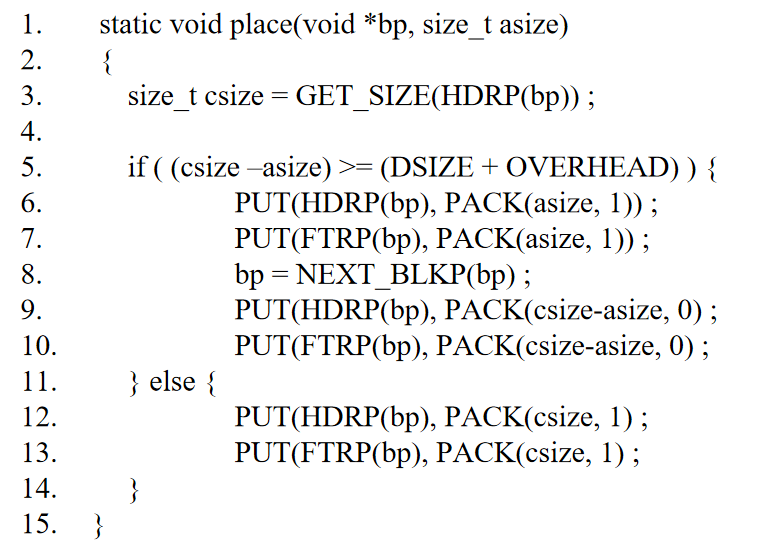 1. static void place(void *bp, size_t asize)
2. {
3. size_t csize = GET_SIZE(HDRP(bp)) ;
4.
5. if ( (csize –asize) >= (DSIZE + OVERHEAD) ) {
6. PUT(HDRP(bp), PACK(asize, 1)) ;
7. PUT(FTRP(bp), PACK(asize, 1)) ;
8. bp = NEXT_BLKP(bp) ;
9. PUT(HDRP(bp), PACK(csize-asize, 0) ;
10. PUT(FTRP(bp), PACK(csize-asize, 0) ;
11. } else {
12. PUT(HDRP(bp), PACK(csize, 1) ;
13. PUT(FTRP(bp), PACK(csize, 1) ;
14. }
15. }